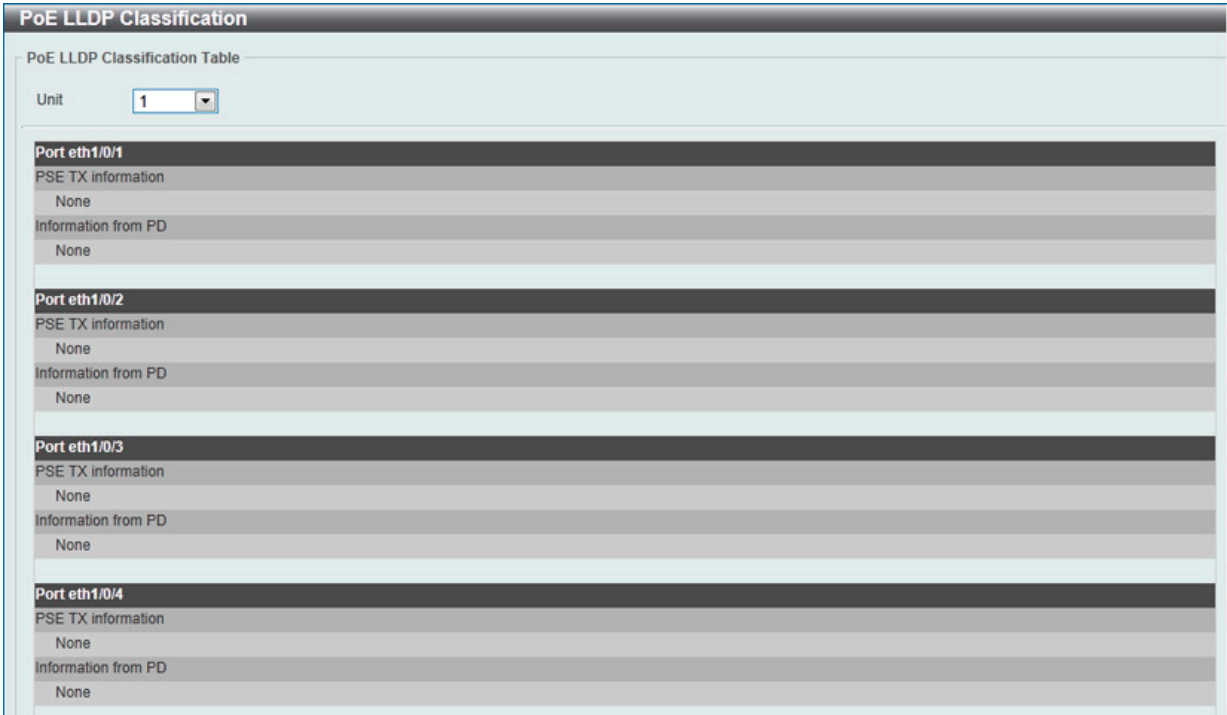 PoE LLDP Classification
PoE LLDP Classification Table
Unit 1
Port eth1/0/1
PSE TX information
None
Information from PD
None
Port eth1/0/2
PSE TX information
None
Information from PD
None
Port eth1/0/3
PSE TX information
None
Information from PD
None
Port eth1/0/4
PSE TX information
None
Information from PD
None